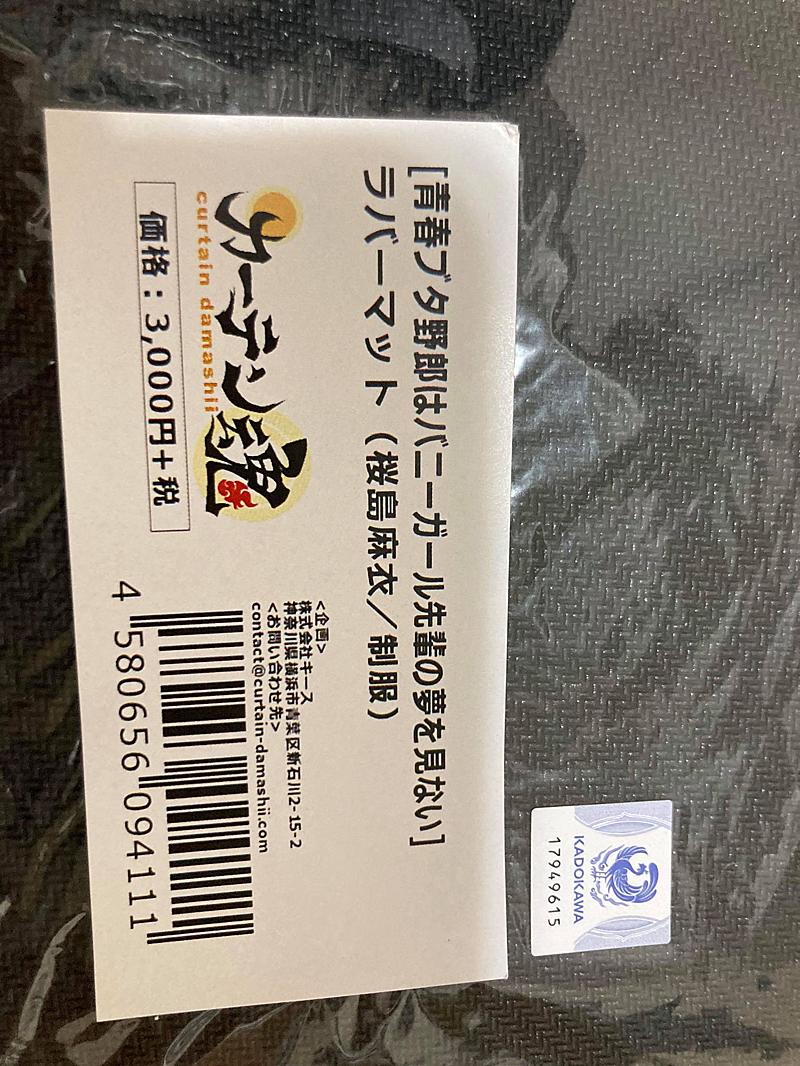 [青春ブタ野郎はバニーガール先輩の夢を見ない]
ラバーマット（桜島麻衣／制服）
カーテン魂
curtain damashii
価格：3,000円＋税
<企画>
株式会社キース
神奈川県横浜市青葉区新石川2-15-2
<お問い合わせ先>
contact@curtain-damashii.com
4 580656 094111
KADOKAWA
17949615